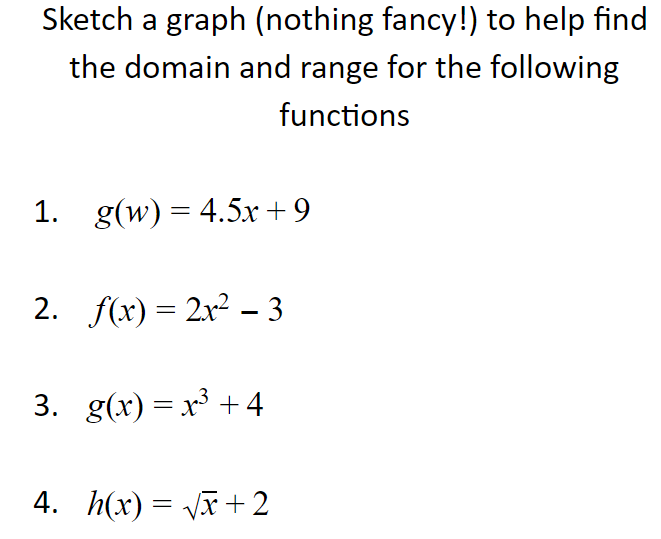 Sketch a graph (nothing fancy!) to help find
the domain and range for the following
functions
1. g(w) = 4.5x + 9
2. f(x) = 2x² – 3
3. g(x) = x³ + 4
4. h(x) = √x + 2